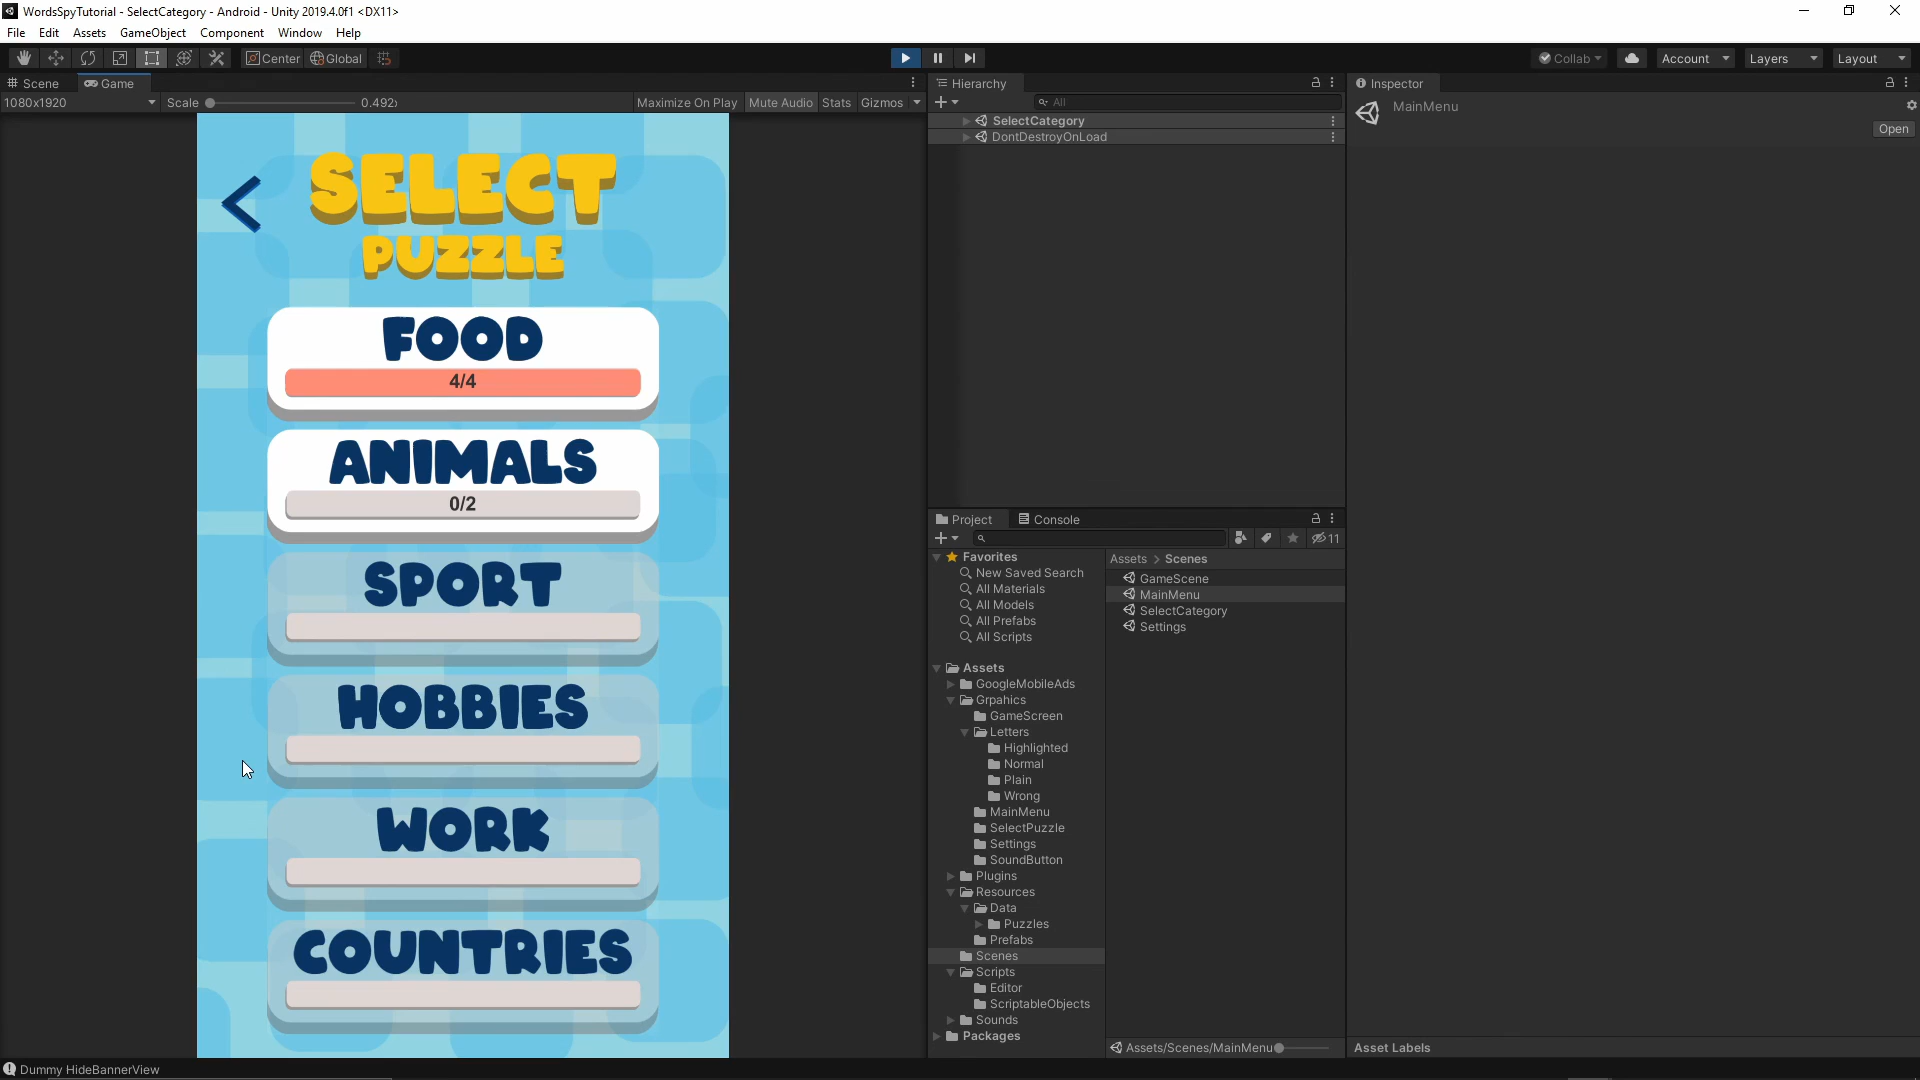 WordsSpyTutorial - SelectCategory - Android - Unity 2019.4.0f1 <DX11>
File Edit Assets GameObject Component Window Help
Center Global Collab Account Layers Layout
Scene Game
1080x1920 Scale 0.492x Maximize On Play Mute Audio Stats Gizmos
SELECT
PUZZLE
FOOD
4/4
ANIMALS
0/2
SPORT
HOBBIES
WORK
COUNTRIES
Dummy HideBannerView
Hierarchy
All
SelectCategory
DontDestroyOnLoad
Project Console
11
Favorites
New Saved Search
All Materials
All Models
All Prefabs
All Scripts
Assets
GoogleMobileAds
Grpahics
GameScreen
Letters
Highlighted
Normal
Plain
Wrong
MainMenu
SelectPuzzle
Settings
SoundButton
Plugins
Resources
Data
Puzzles
Prefabs
Scenes
Scripts
Editor
ScriptableObjects
Sounds
Packages
Assets > Scenes
GameScene
MainMenu
SelectCategory
Settings
Assets/Scenes/MainMenu
Inspector
MainMenu
Open
Asset Labels